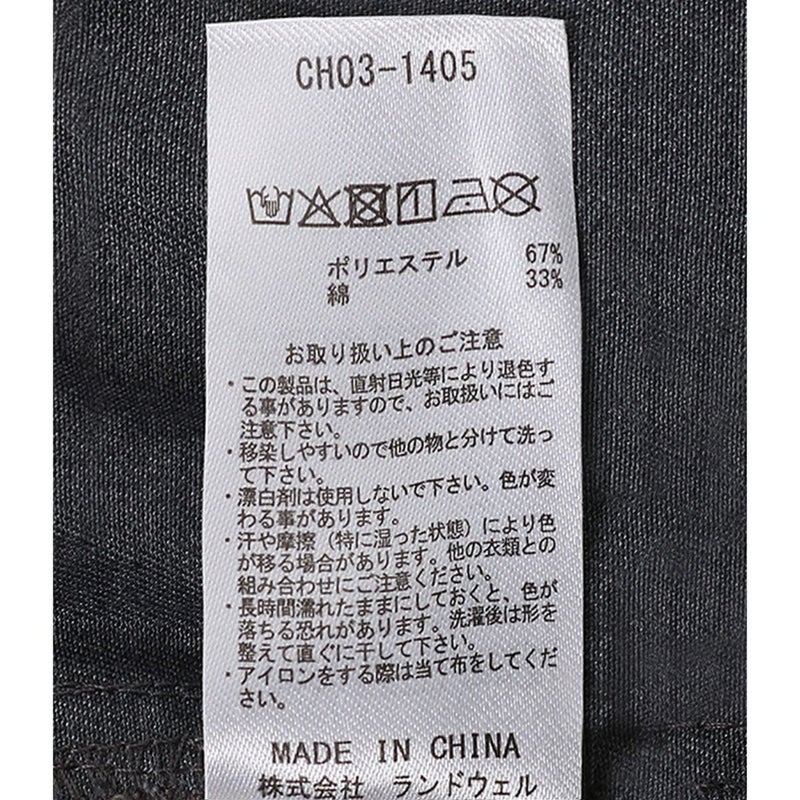 CH03-1405
ポリエステル 67%
綿 33%
お取り扱い上のご注意
・この製品は、直射日光等により退色す
る事がありますので、お取扱いにはご
注意下さい。
・移染しやすいので他の物と分けて洗っ
て下さい。
・漂白剤は使用しないで下さい。色が変
わる事があります。
・汗や摩擦（特に湿った状態）により色
が移る場合があります。他の衣類との
組み合わせにご注意ください。
・長時間濡れたままにしておくと、色が
落ちる恐れがあります。洗濯後は形を
整えて直ぐに干して下さい。
・アイロンをする際は当て布をしてくだ
さい。
MADE IN CHINA
株式会社 ランドウェル